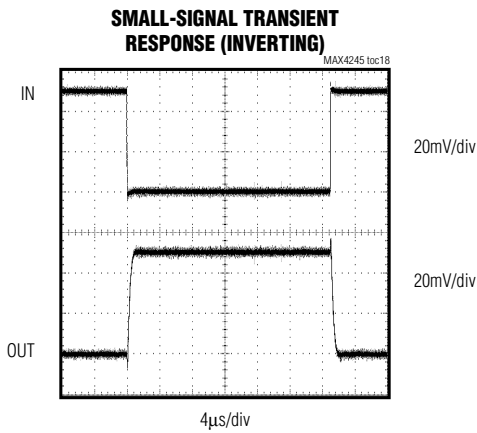 SMALL-SIGNAL TRANSIENT
RESPONSE (INVERTING)
MAX4245 toc18
IN
20mV/div
20mV/div
OUT
4µs/div